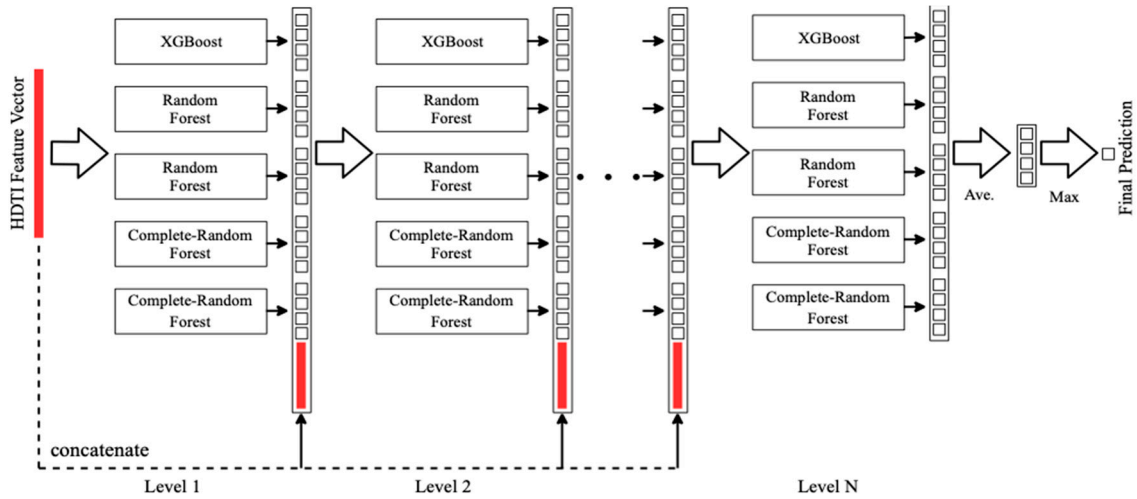 HDTI Feature Vector
XGBoost
Random
Forest
Random
Forest
Complete-Random
Forest
Complete-Random
Forest
XGBoost
Random
Forest
Random
Forest
Complete-Random
Forest
Complete-Random
Forest
XGBoost
Random
Forest
Random
Forest
Complete-Random
Forest
Complete-Random
Forest
Ave.
Max
Final Prediction
concatenate
Level 1
Level 2
Level N